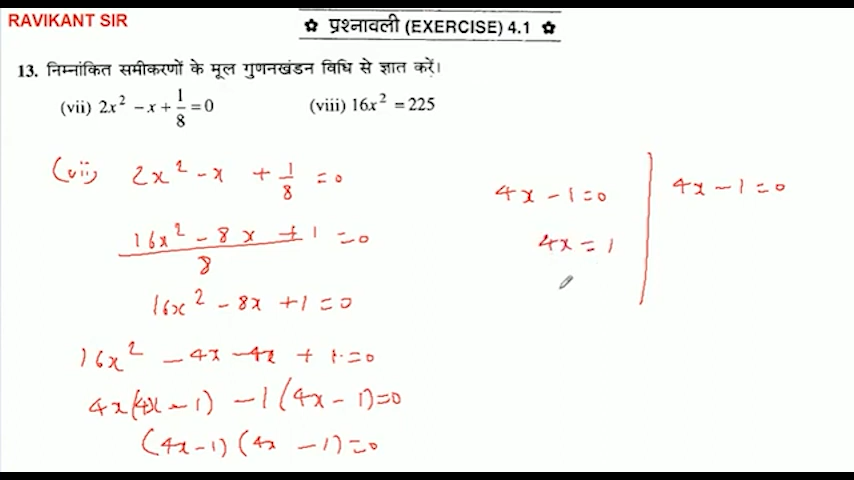 RAVIKANT SIR
✿ प्रश्नावली (EXERCISE) 4.1 ✿
13. निम्नांकित समीकरणों के मूल गुणनखंडन विधि से ज्ञात करें।
(vii) 2x² − x + 1/8 = 0 (viii) 16x² = 225
(vii) 2x² − x + 1/8 = 0
16x² − 8x + 1 / 8 = 0
16x² − 8x + 1 = 0
16x² − 4x − 4x + 1 = 0
4x(4x − 1) − 1(4x − 1) = 0
(4x − 1)(4x − 1) = 0
4x − 1 = 0
4x = 1
4x − 1 = 0